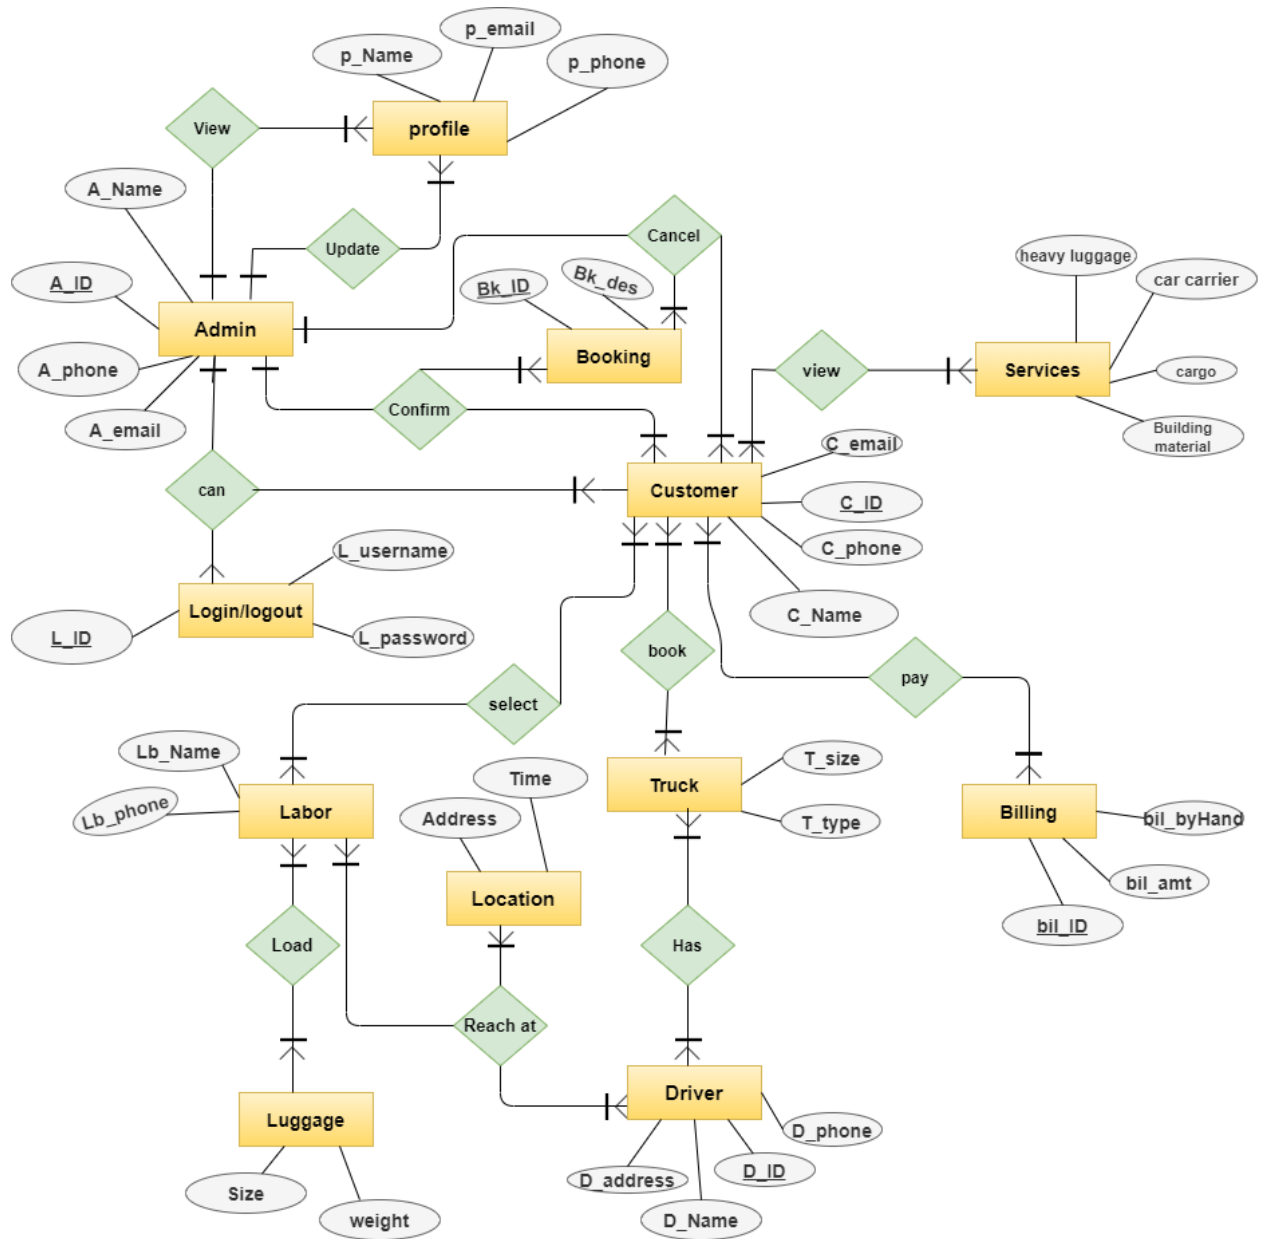 p_email
p_Name
p_phone
View
profile
A_Name
Update
Cancel
heavy luggage
car carrier
A_ID
Bk_ID
Bk_des
Admin
Booking
view
Services
cargo
A_phone
Confirm
A_email
C_email
Building
material
can
Customer
C_ID
L_username
C_phone
Login/logout
C_Name
L_ID
L_password
book
pay
select
Lb_Name
Time
T_size
Lb_phone
Truck
Labor
Address
T_type
Billing
bil_byHand
Location
bil_amt
bil_ID
Load
Has
Reach at
Driver
Luggage
D_phone
D_address
D_ID
Size
weight
D_Name